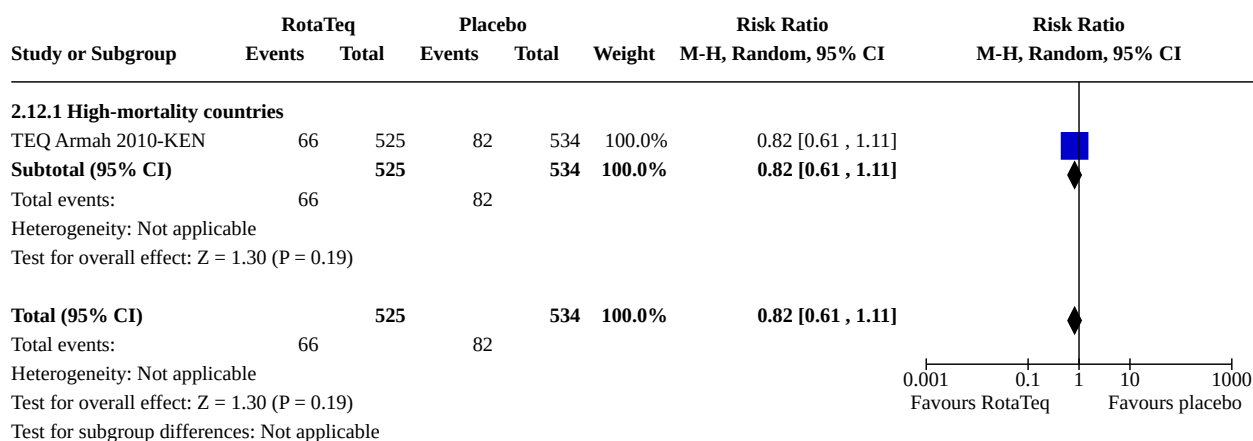 RotaTeq Placebo Risk Ratio Risk Ratio
Study or Subgroup Events Total Events Total Weight M-H, Random, 95% CI M-H, Random, 95% CI
2.12.1 High-mortality countries
TEQ Armah 2010-KEN 66 525 82 534 100.0% 0.82 [0.61 , 1.11]
Subtotal (95% CI) 525 534 100.0% 0.82 [0.61 , 1.11]
Total events: 66 82
Heterogeneity: Not applicable
Test for overall effect: Z = 1.30 (P = 0.19)
Total (95% CI) 525 534 100.0% 0.82 [0.61 , 1.11]
Total events: 66 82
Heterogeneity: Not applicable
0.001 0.1 1 10 1000
Test for overall effect: Z = 1.30 (P = 0.19) Favours RotaTeq Favours placebo
Test for subgroup differences: Not applicable